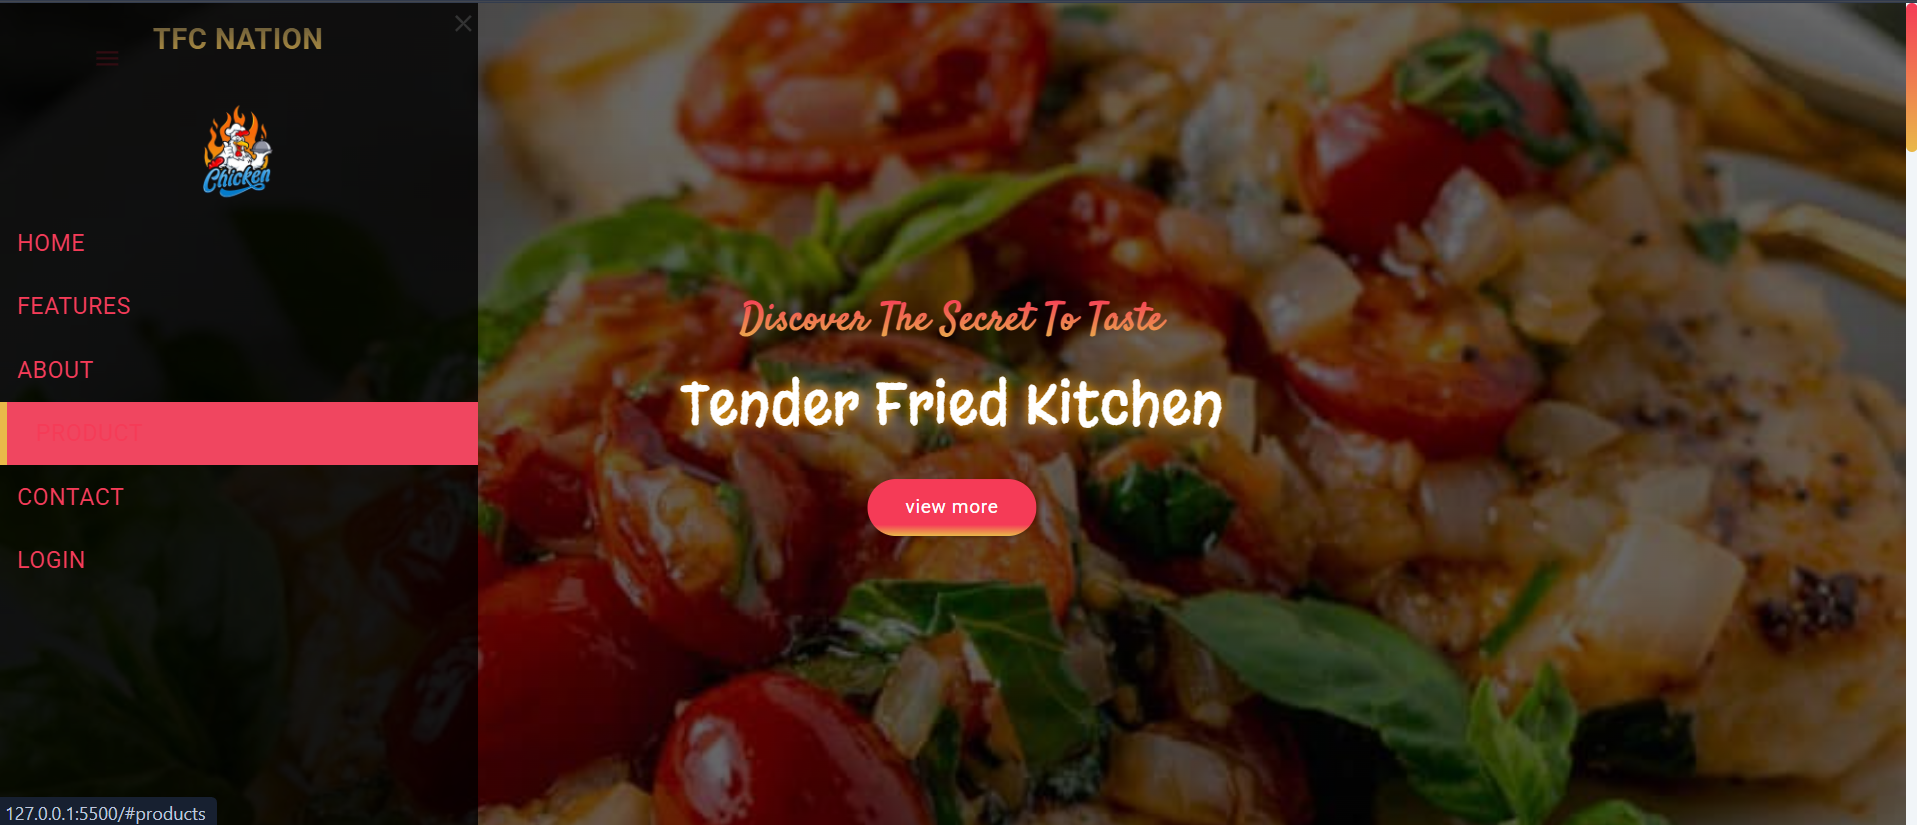 TFC NATION
Chicken
HOME
FEATURES
ABOUT
PRODUCT
CONTACT
LOGIN
Discover The Secret To Taste
Tender Fried Kitchen
view more
127.0.0.1:5500/#products